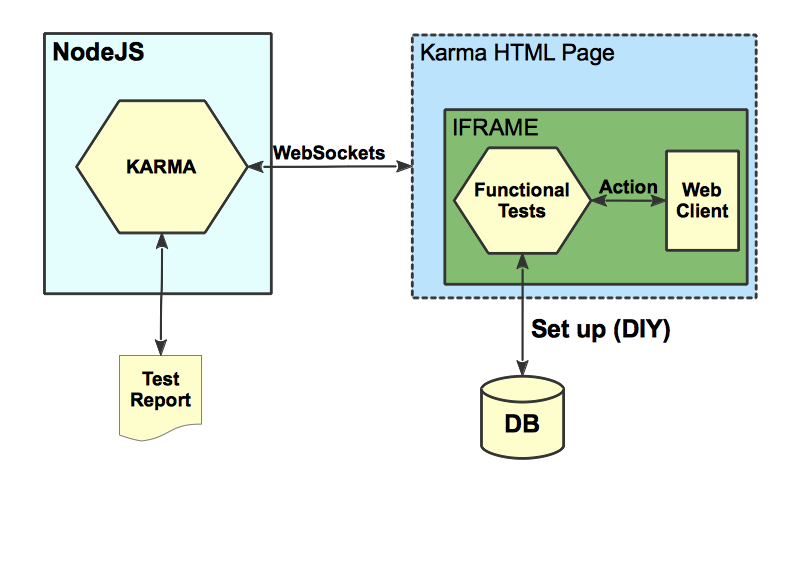 NodeJS
Karma HTML Page
IFRAME
WebSockets
KARMA
Functional
Tests
Action
Web
Client
Set up (DIY)
Test
Report
DB